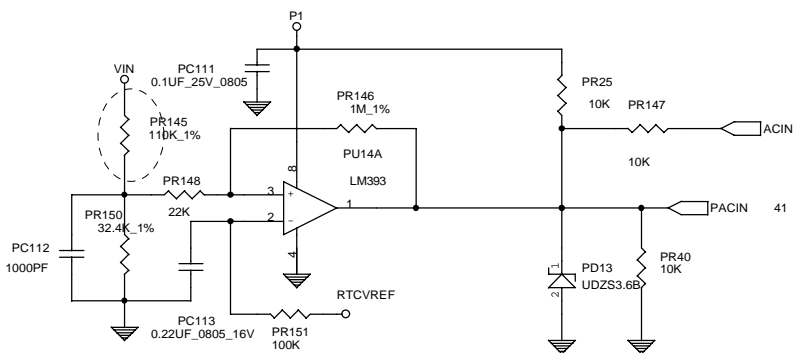 P1
VIN
PC111
0.1UF_25V_0805
PR146
1M_1%
PR25
10K
PR147
10K
ACIN
PR145
110K_1%
PU14A
LM393
8
PR148
22K
3
+
2
−
1
4
PACIN
41
PR150
32.4K_1%
PC112
1000PF
PC113
0.22UF_0805_16V
PR151
100K
RTCVREF
1
2
PD13
UDZS3.6B
PR40
10K